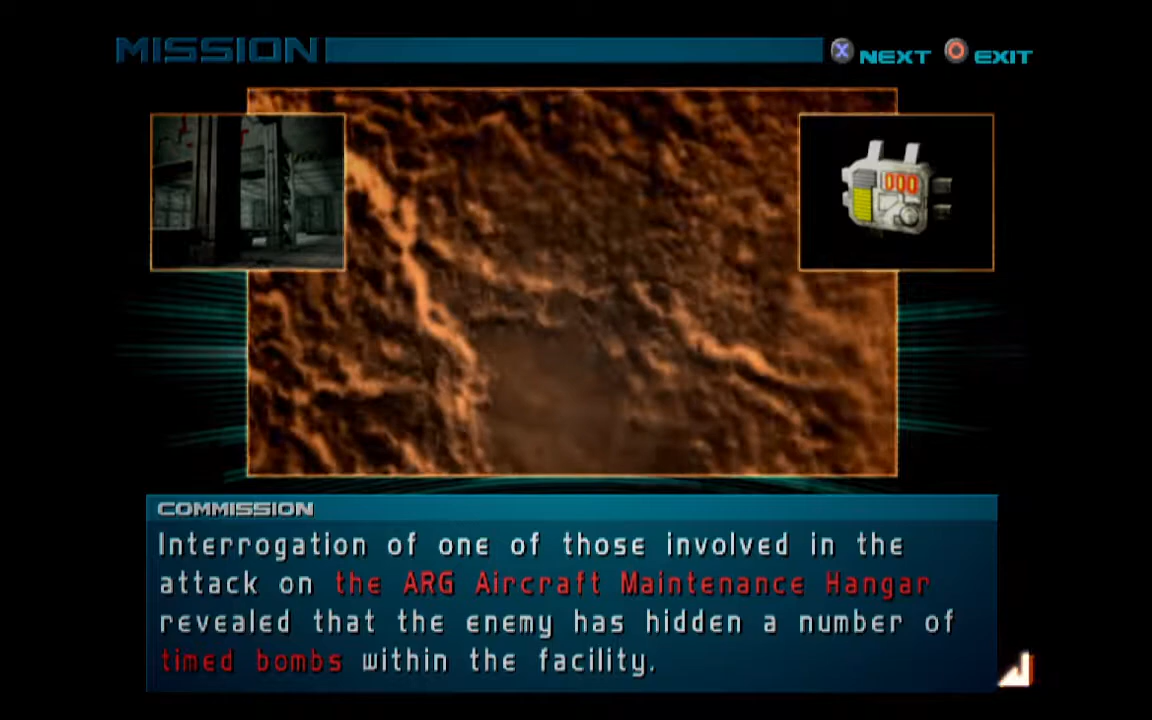 MISSION
X NEXT O EXIT
000
COMMISSION
Interrogation of one of those involved in the
attack on the ARG Aircraft Maintenance Hangar
revealed that the enemy has hidden a number of
timed bombs within the facility.